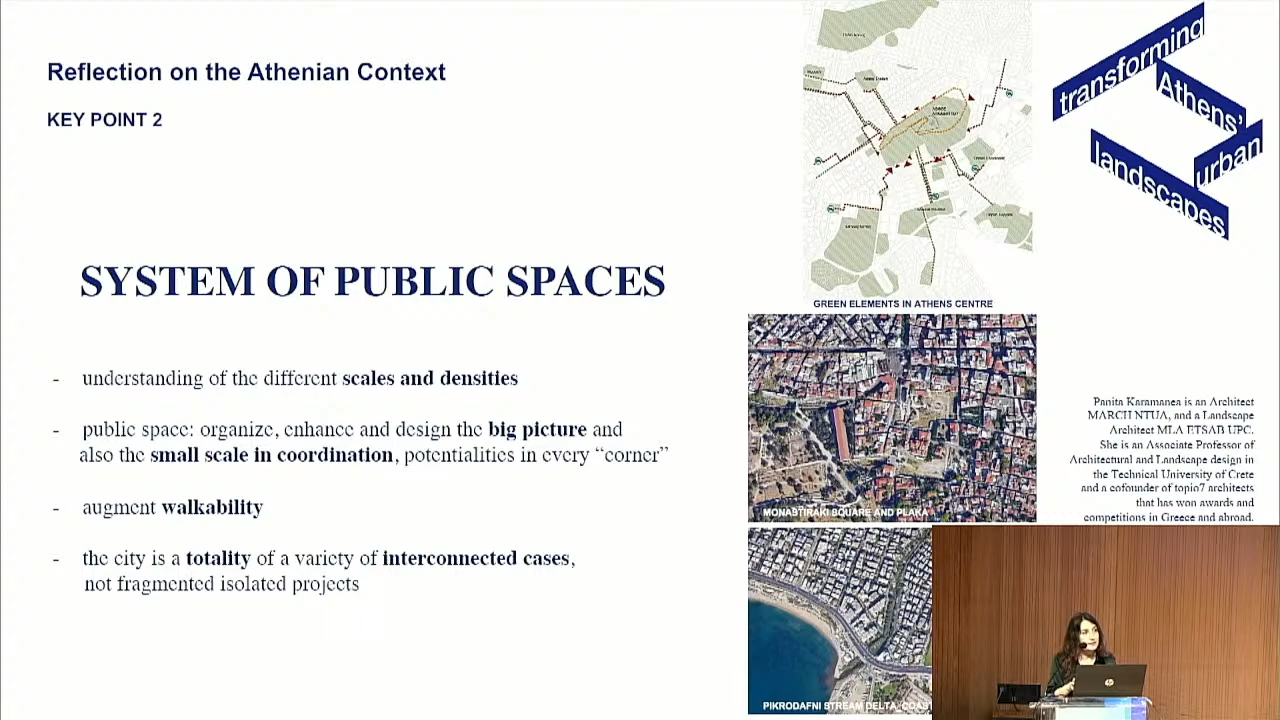 Reflection on the Athenian Context
KEY POINT 2
SYSTEM OF PUBLIC SPACES
- understanding of the different scales and densities
- public space: organize, enhance and design the big picture and
also the small scale in coordination, potentialities in every “corner”
- augment walkability
- the city is a totality of a variety of interconnected cases,
not fragmented isolated projects
GREEN ELEMENTS IN ATHENS CENTRE
MONASTIRAKI SQUARE AND PLAKA
PIKRODAFNI STREAM DELTA, COAST
transforming
Athens’
urban
landscapes
Panita Karamanea is an Architect
MARCH NTUA, and a Landscape
Architect MLA ETSAB UPC.
She is an Associate Professor of
Architectural and Landscape design in
the Technical University of Crete
and a cofounder of topio7 architects
that has won awards and
competitions in Greece and abroad.
hp